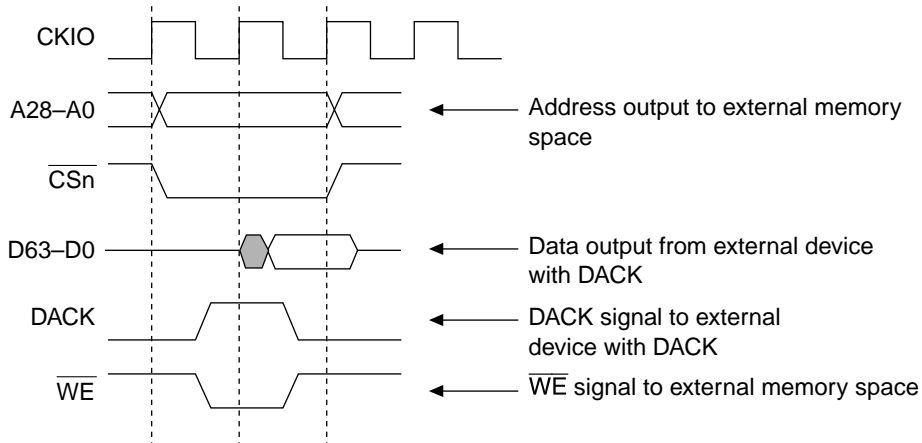 CKIO
A28–A0
Address output to external memory
space
CSn
D63–D0
Data output from external device
with DACK
DACK
DACK signal to external
device with DACK
WE
WE signal to external memory space